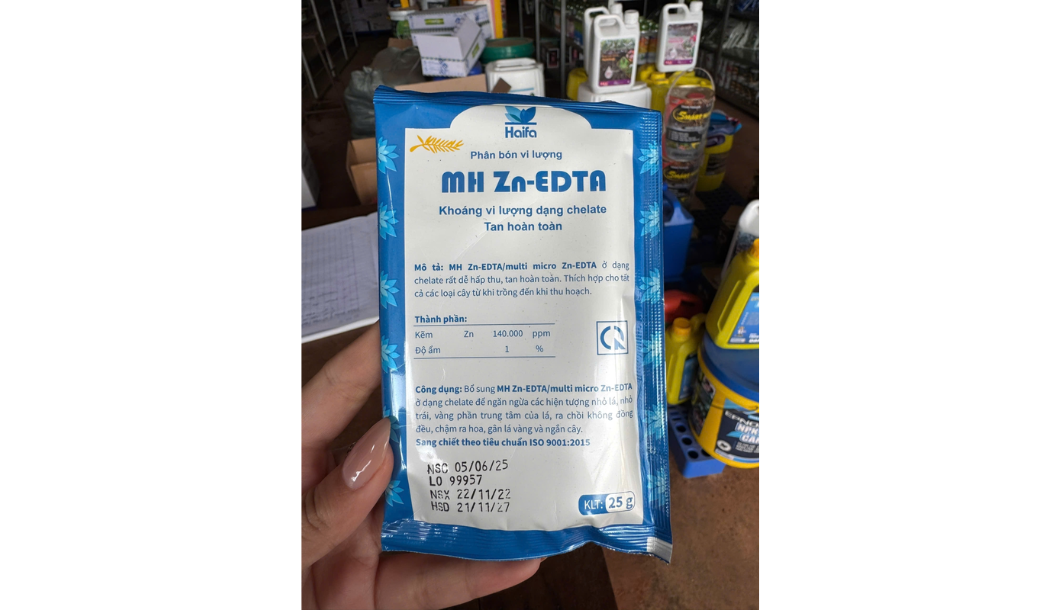 Haifa
Phân bón vi lượng
MH Zn-EDTA
Khoáng vi lượng dạng chelate
Tan hoàn toàn
Mô tả: MH Zn-EDTA/multi micro Zn-EDTA ở dạng
chelate rất dễ hấp thu, tan hoàn toàn. Thích hợp cho tất
cả các loại cây từ khi trồng đến khi thu hoạch.
Thành phần:
Kẽm Zn 140.000 ppm
Độ ẩm 1 %
CR
Công dụng: Bổ sung MH Zn-EDTA/multi micro Zn-EDTA
ở dạng chelate để ngăn ngừa các hiện tượng nhỏ lá, nhỏ
trái, vàng phần trung tâm của lá, ra chồi không đồng
đều, chậm ra hoa, gân lá vàng và ngắn cây.
Sang chiết theo tiêu chuẩn ISO 9001:2015
NSC 05/06/25
LO 99957
NSX 22/11/22
HSD 21/11/27
KLT: 25 g